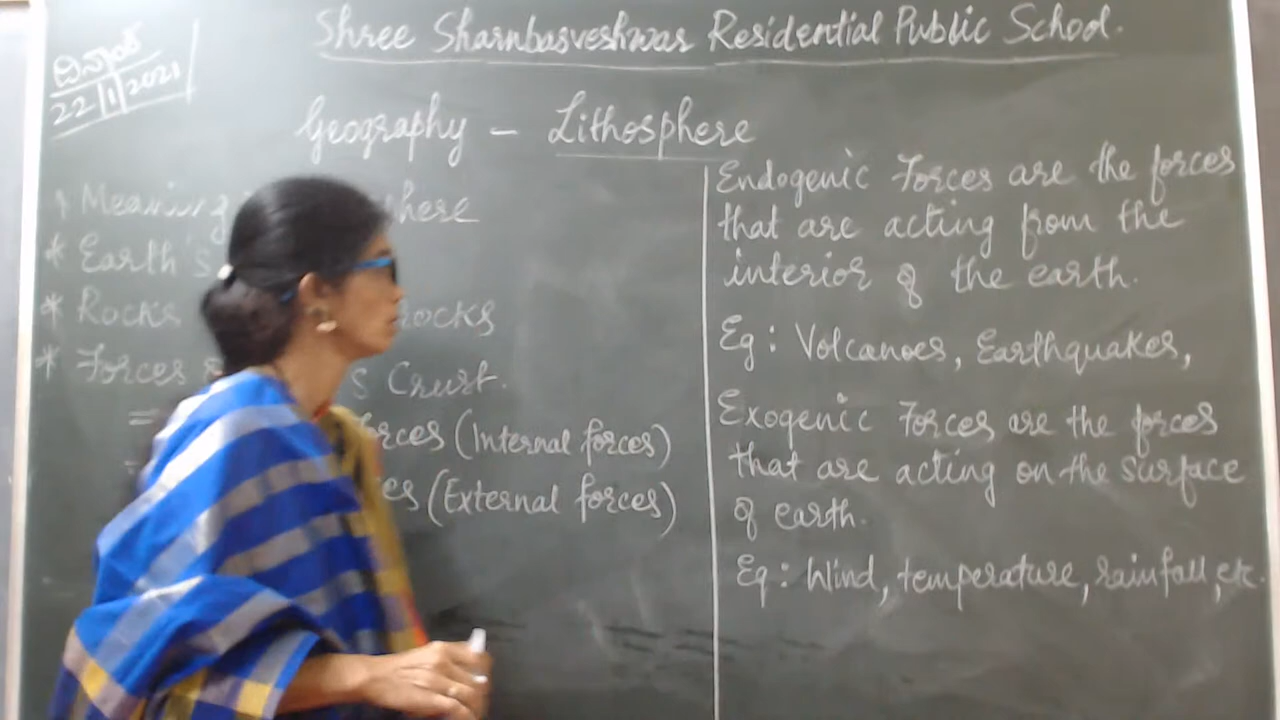 Shree Sharnbasveshwar Residential Public School.
ದಿನಾಂಕ
22/1/2021
Geography - Lithosphere
* Meaning
* Earth's
* Rocks rocks
* Forces Crust.
(Internal forces)
(External forces)
Endogenic Forces are the forces
that are acting from the
interior of the earth.
Eg: Volcanoes, Earthquakes,
Exogenic Forces are the forces
that are acting on the surface
of earth.
Eg: Wind, temperature, rainfall, etc.